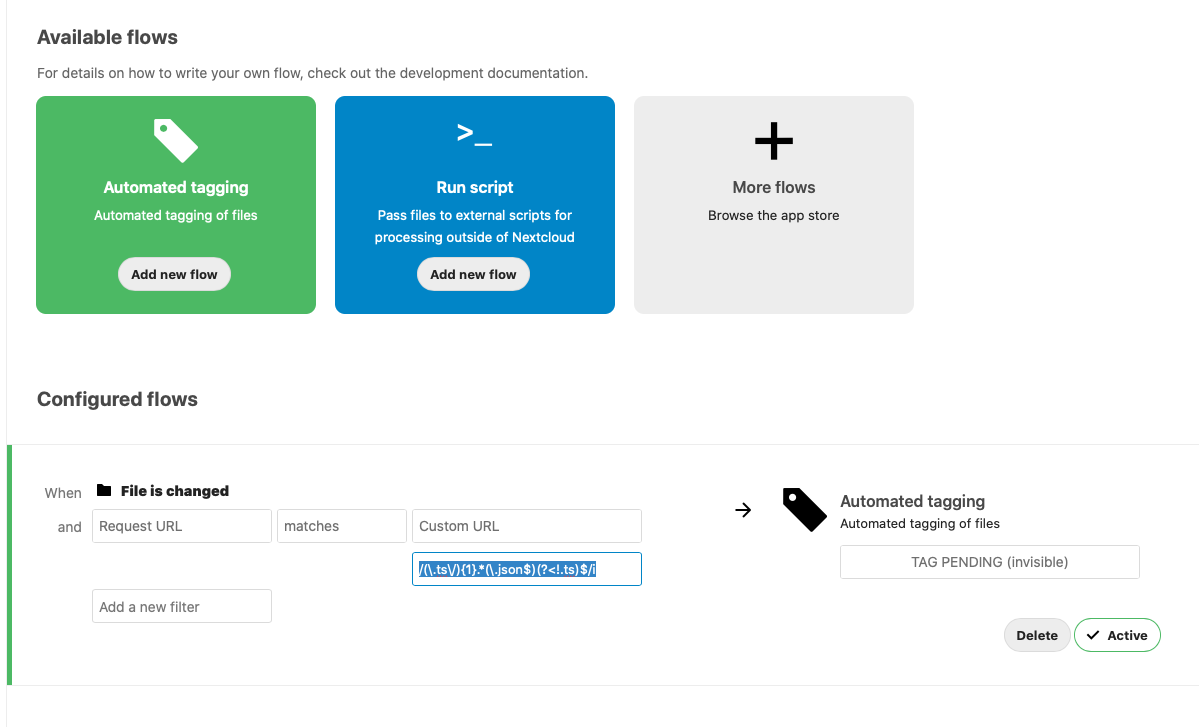 Available flows
For details on how to write your own flow, check out the development documentation.
Automated tagging
Automated tagging of files
Add new flow
>_
Run script
Pass files to external scripts for
processing outside of Nextcloud
Add new flow
More flows
Browse the app store
Configured flows
When File is changed
and Request URL matches Custom URL
/(\.ts\/){1}.*(\.json$)(?<!.ts)$/i
Add a new filter
Automated tagging
Automated tagging of files
TAG PENDING (invisible)
Delete Active